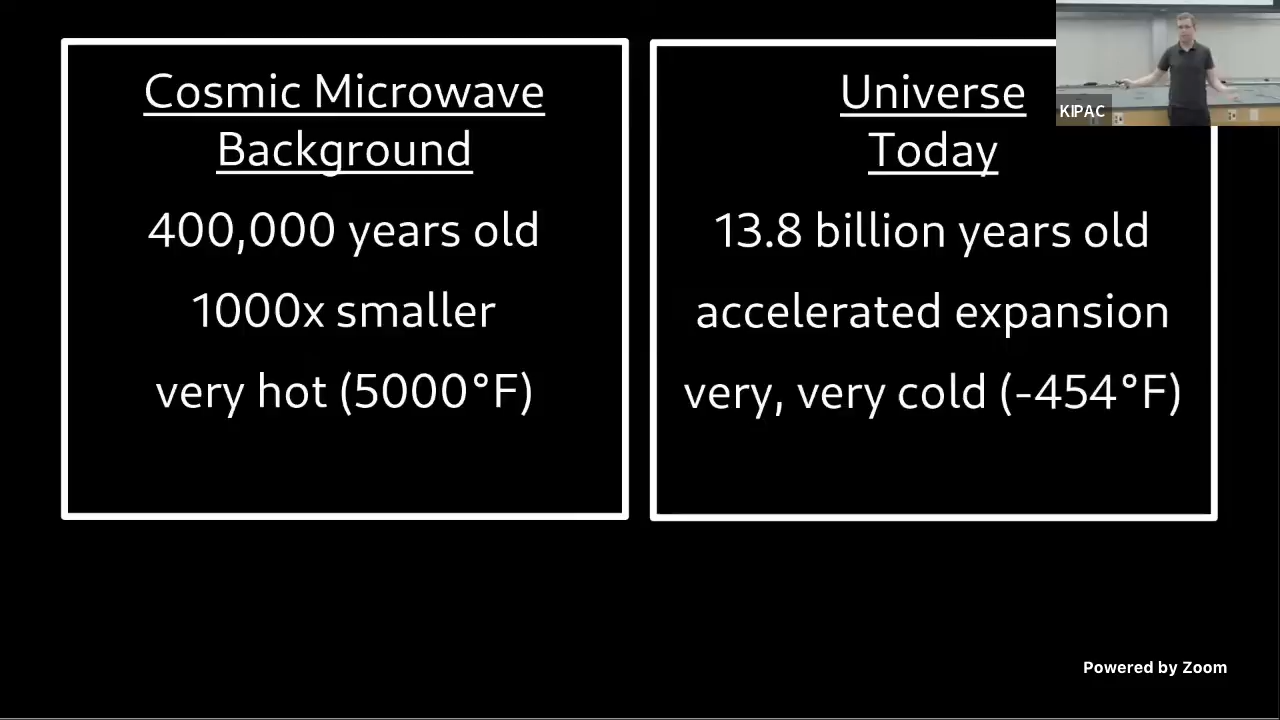 Cosmic Microwave
Background
400,000 years old
1000x smaller
very hot (5000°F)
Universe
Today
13.8 billion years old
accelerated expansion
very, very cold (-454°F)
KIPAC
Powered by Zoom